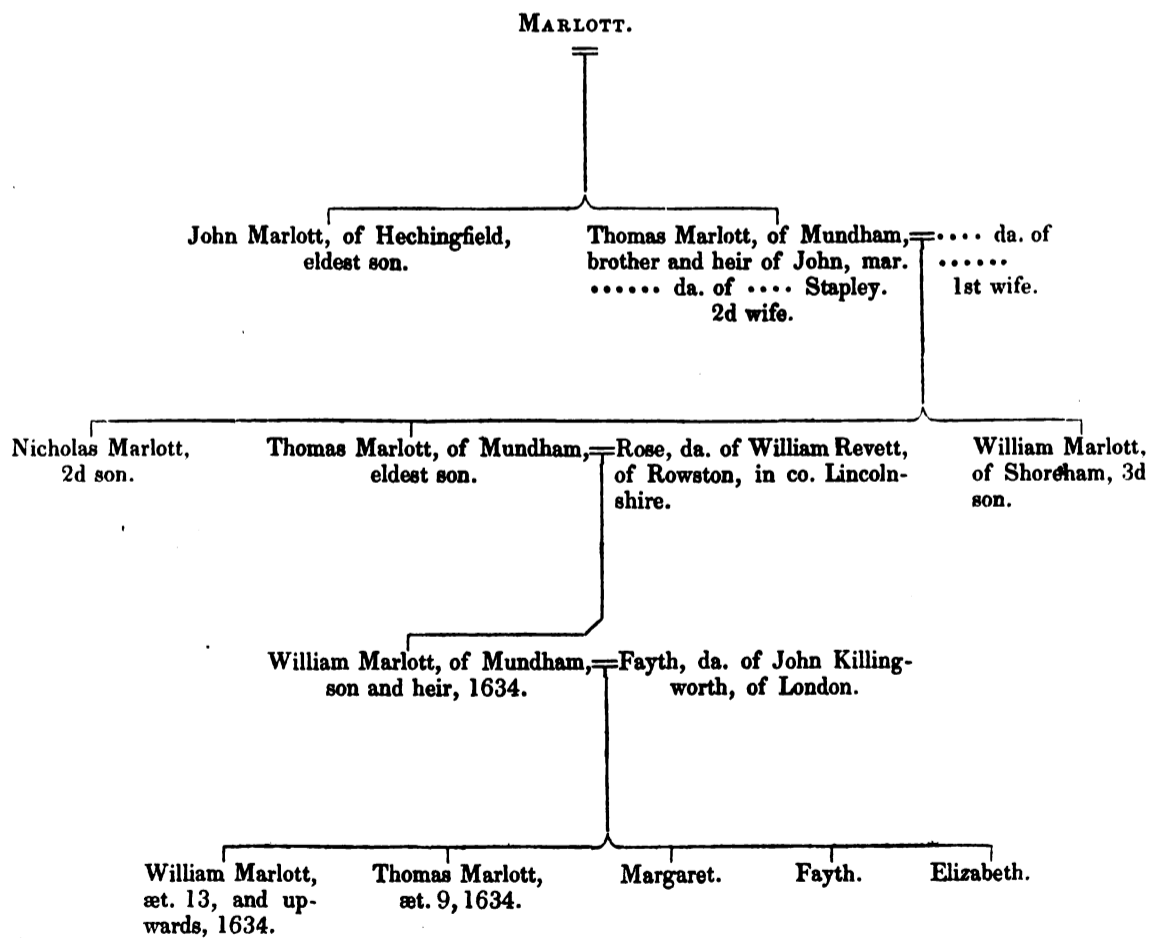 MARLOTT.
John Marlott, of Hechingfield,
eldest son.
Thomas Marlott, of Mundham,
brother and heir of John, mar.
...... da. of .... Stapley.
2d wife.
.... da. of
......
1st wife.
Nicholas Marlott,
2d son.
Thomas Marlott, of Mundham,
eldest son.
Rose, da. of William Revett,
of Rowston, in co. Lincoln-
shire.
William Marlott,
of Shoreham, 3d
son.
William Marlott, of Mundham,
son and heir, 1634.
Fayth, da. of John Killing-
worth, of London.
William Marlott,
æt. 13, and up-
wards, 1634.
Thomas Marlott,
æt. 9, 1634.
Margaret.
Fayth.
Elizabeth.